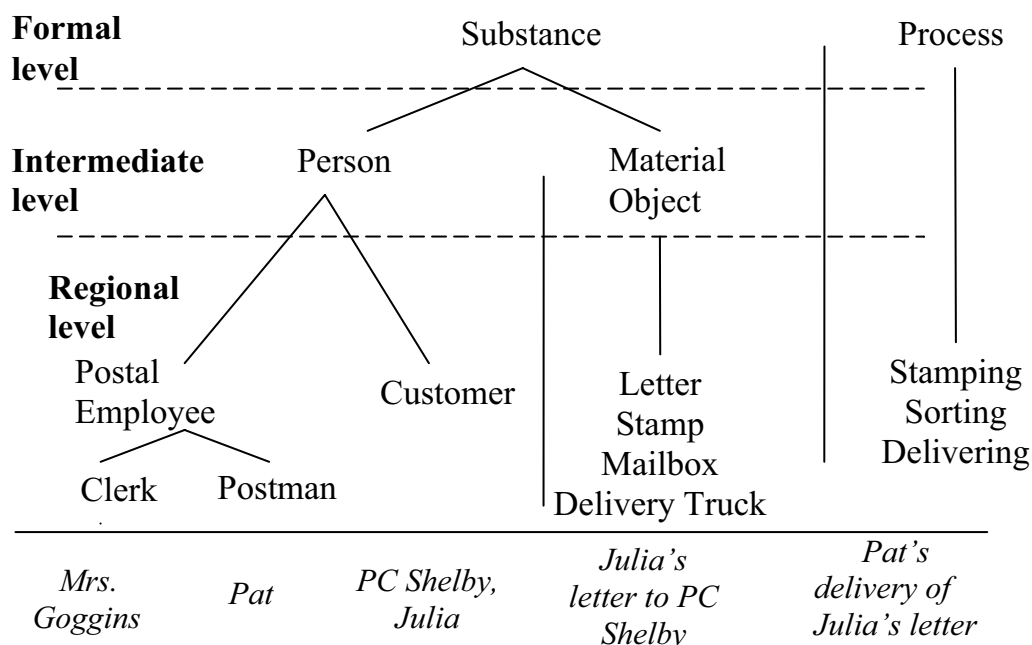 Formal
level
Substance
Process
Intermediate
level
Person
Material
Object
Regional
level
Postal
Employee
Customer
Letter
Stamp
Mailbox
Delivery Truck
Stamping
Sorting
Delivering
Clerk
Postman
Mrs.
Goggins
Pat
PC Shelby,
Julia
Julia’s
letter to PC
Shelby
Pat’s
delivery of
Julia’s letter